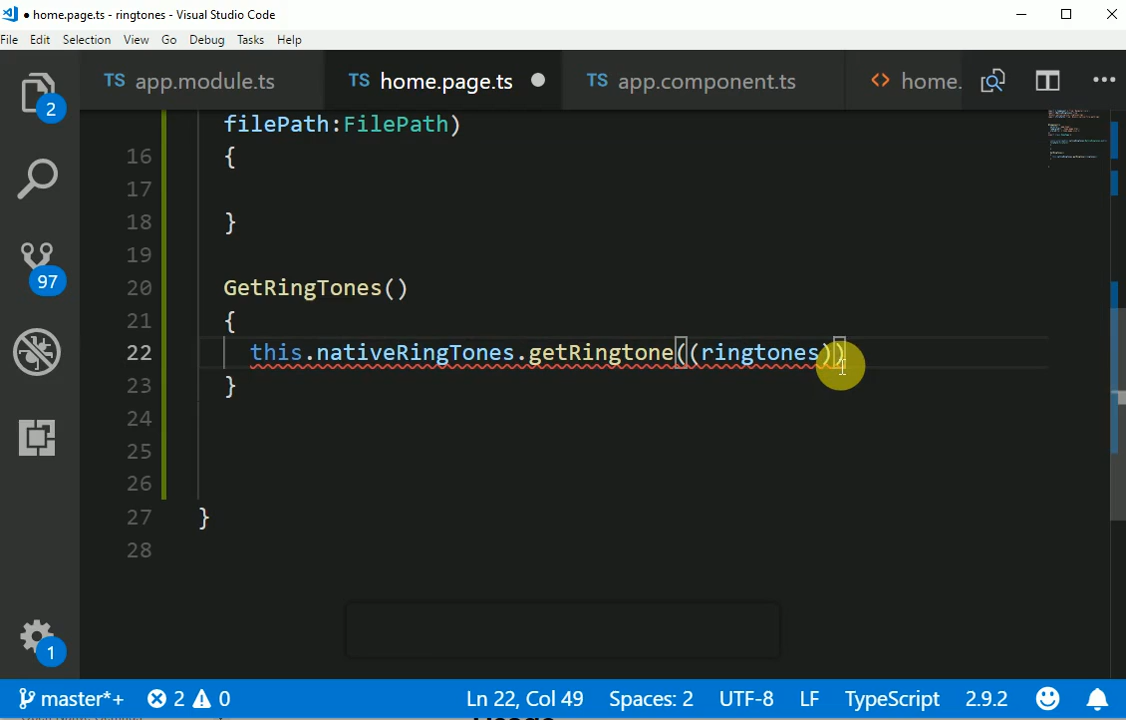 ● home.page.ts - ringtones - Visual Studio Code
File Edit Selection View Go Debug Tasks Help
TS app.module.ts TS home.page.ts ● TS app.component.ts <> home. •••
2
filePath:FilePath)
16 {
17
18 }
19
20 GetRingTones()
21 {
22 this.nativeRingTones.getRingtone((ringtones))
23 }
24
25
26
27 }
28
97
1
master*+ 2 0 Ln 22, Col 49 Spaces: 2 UTF-8 LF TypeScript 2.9.2